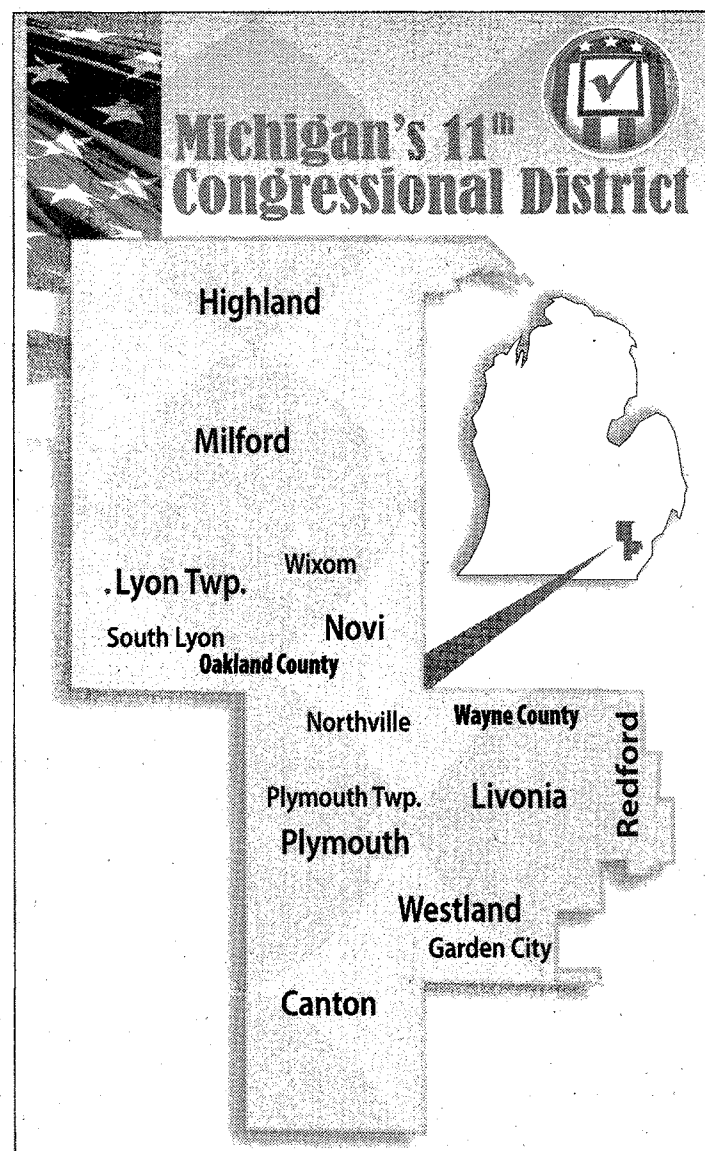 Michigan's 11th
Congressional District
Highland
Milford
Wixom
. Lyon Twp.
Novi
South Lyon
Oakland County
Northville
Wayne County
Redford
Plymouth Twp.
Livonia
Plymouth
Westland
Garden City
Canton